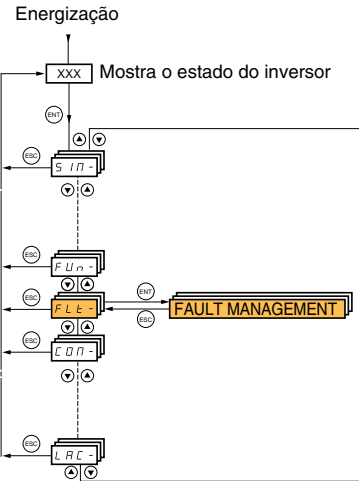 Energização
XXX Mostra o estado do inversor
ENT
ESC
SIM-
ESC
FUn-
ESC
FLt-
ENT
ESC
FAULT MANAGEMENT
ESC
COM-
ESC
LAC-